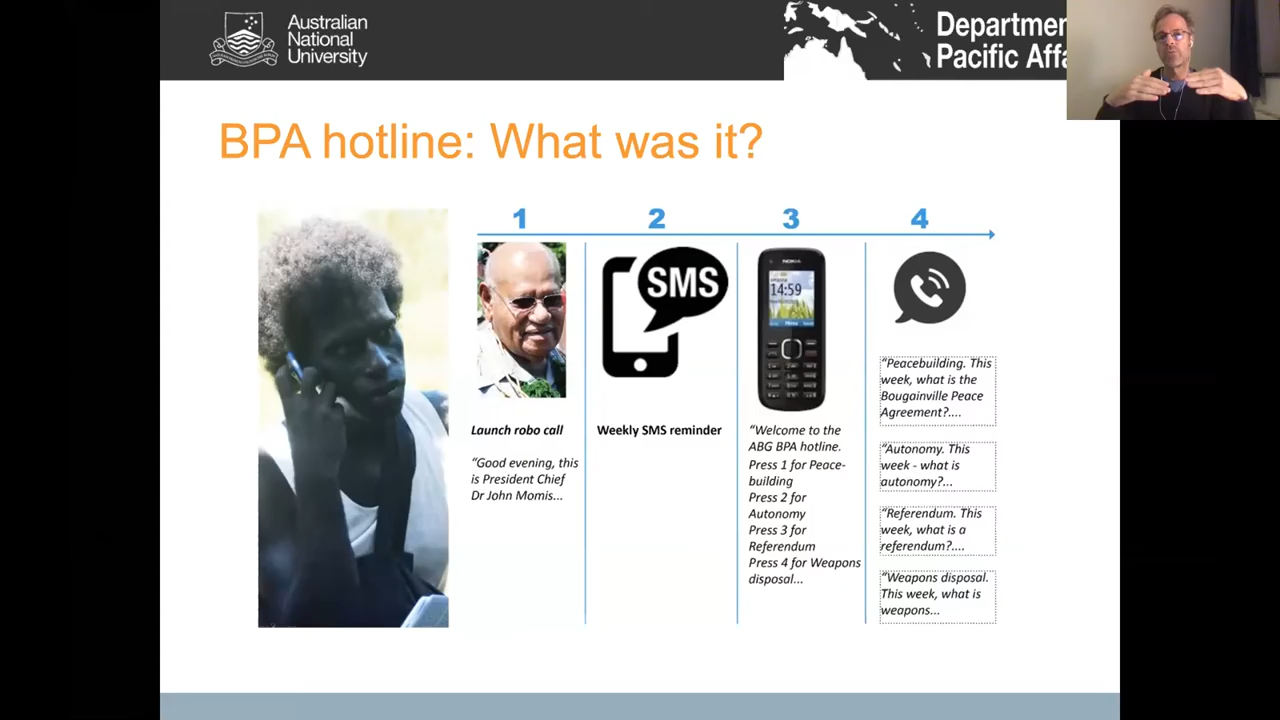 Australian
National
University
Departmen
Pacific Affa
BPA hotline: What was it?
1
2
3
4
SMS
NOKIA
14:59
Launch robo call
"Good evening, this
is President Chief
Dr John Momis...
Weekly SMS reminder
"Welcome to the
ABG BPA hotline.
Press 1 for Peace-
building
Press 2 for
Autonomy
Press 3 for
Referendum
Press 4 for Weapons
disposal...
"Peacebuilding. This
week, what is the
Bougainville Peace
Agreement?....
"Autonomy. This
week - what is
autonomy?...
"Referendum. This
week, what is a
referendum?....
"Weapons disposal.
This week, what is
weapons...